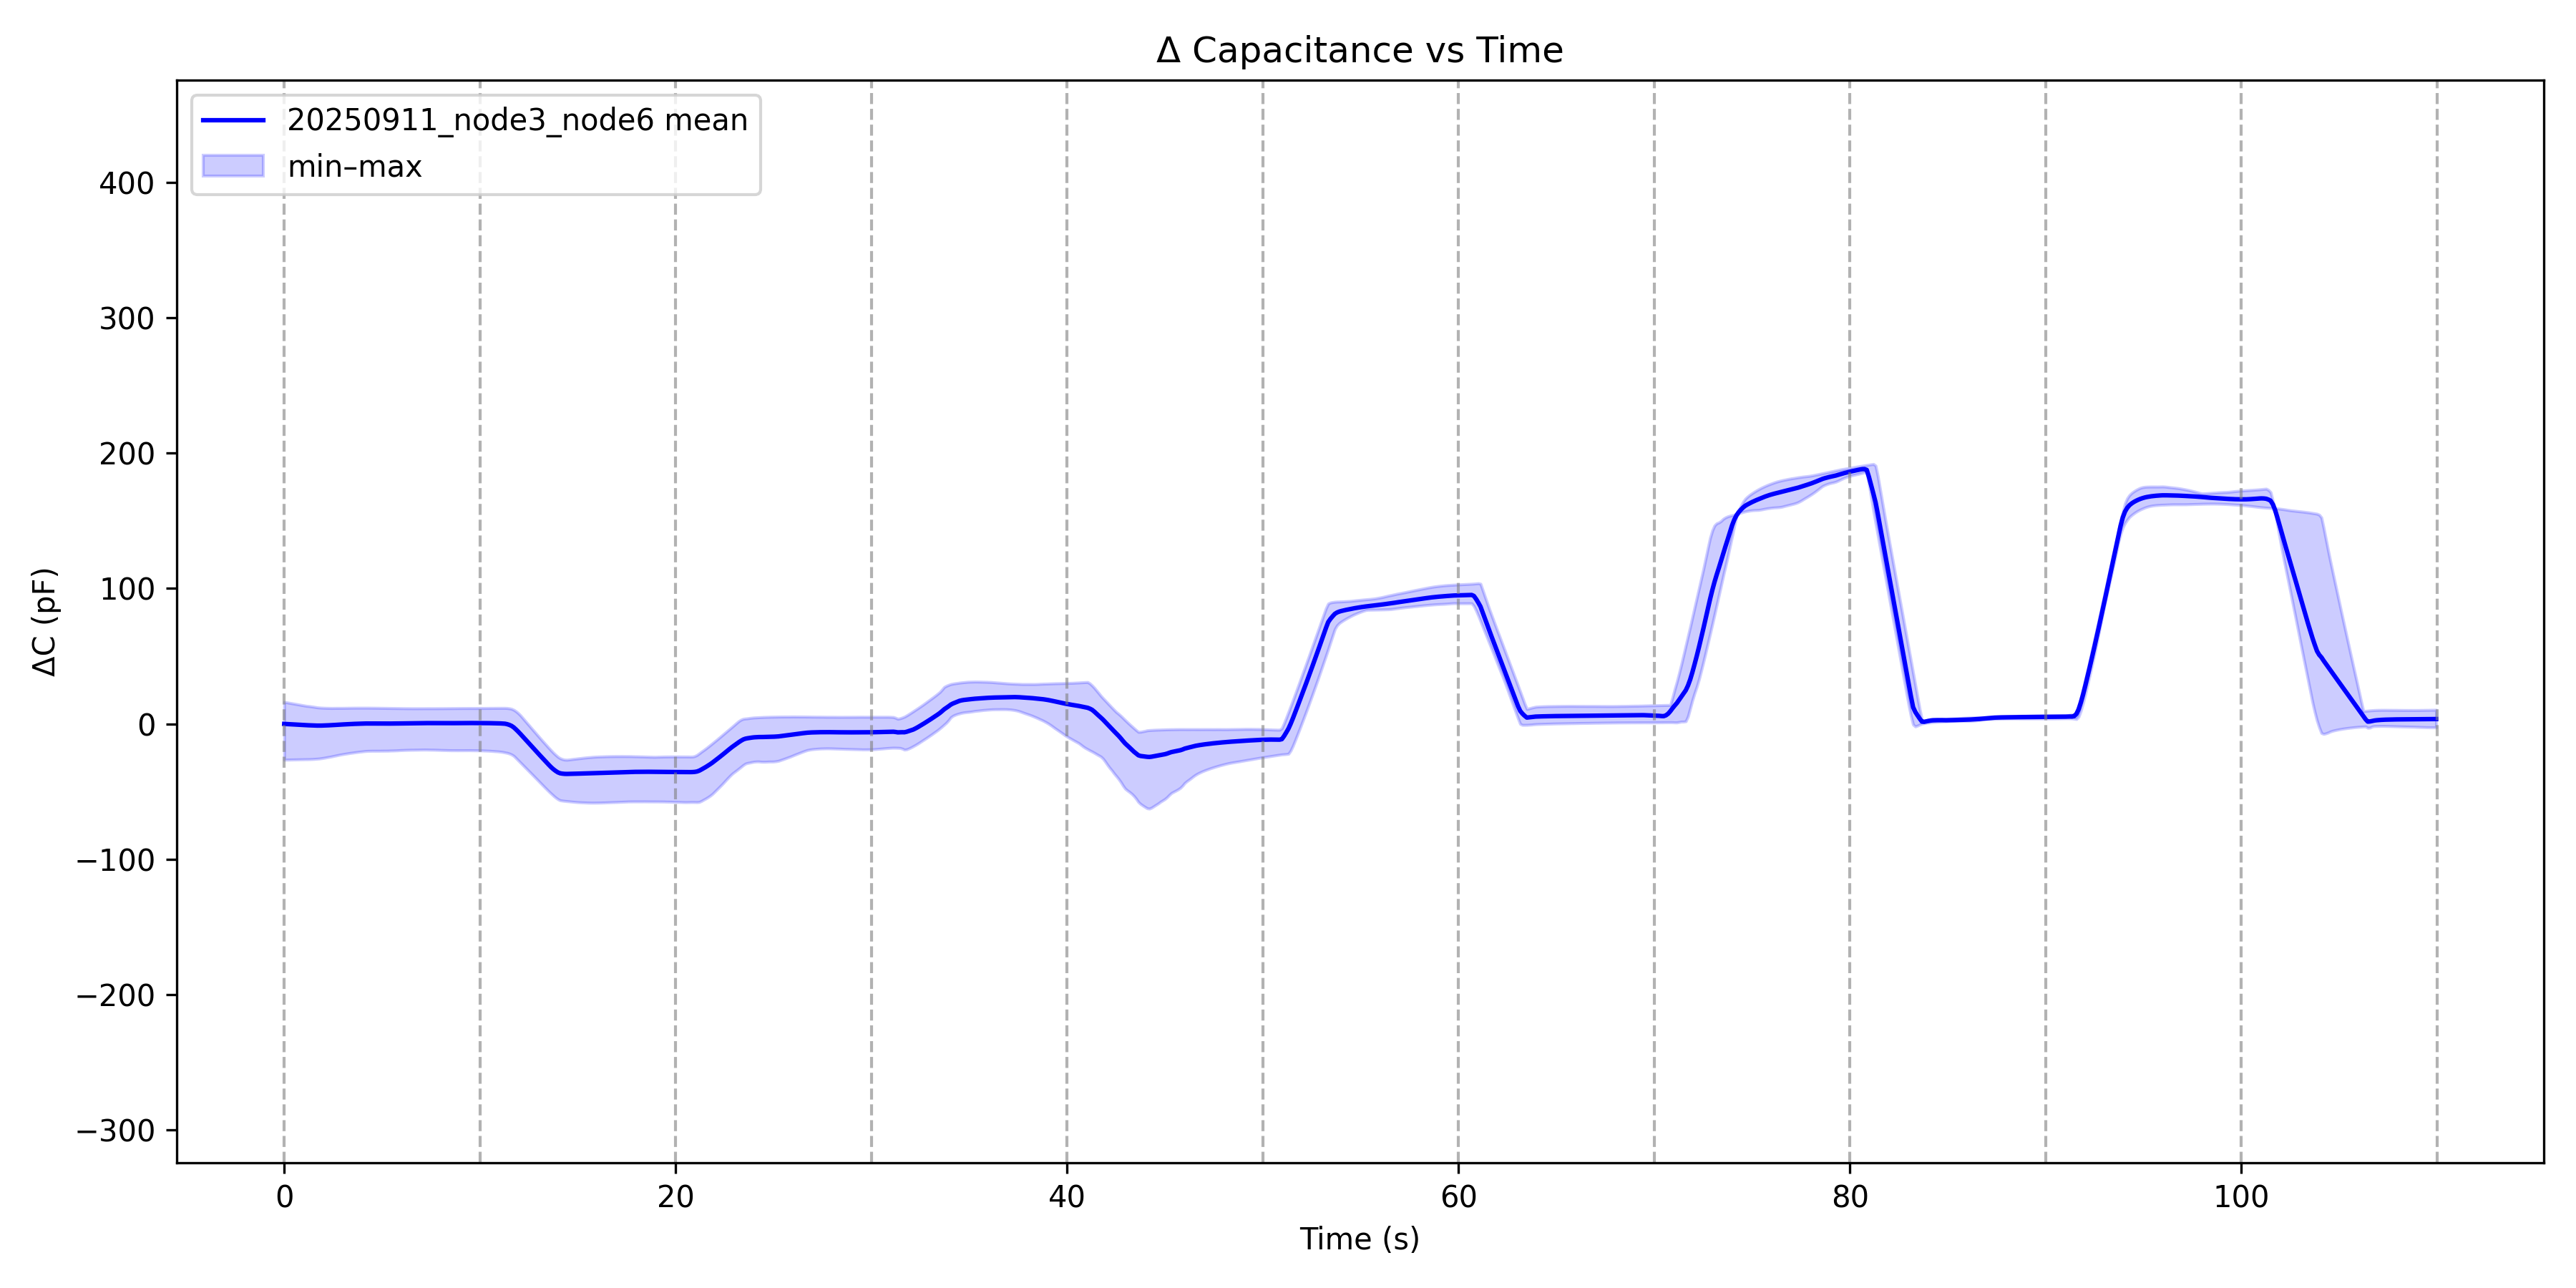 Δ Capacitance vs Time
20250911_node3_node6 mean
min–max
ΔC (pF)
400
300
200
100
0
−100
−200
−300
0 20 40 60 80 100
Time (s)